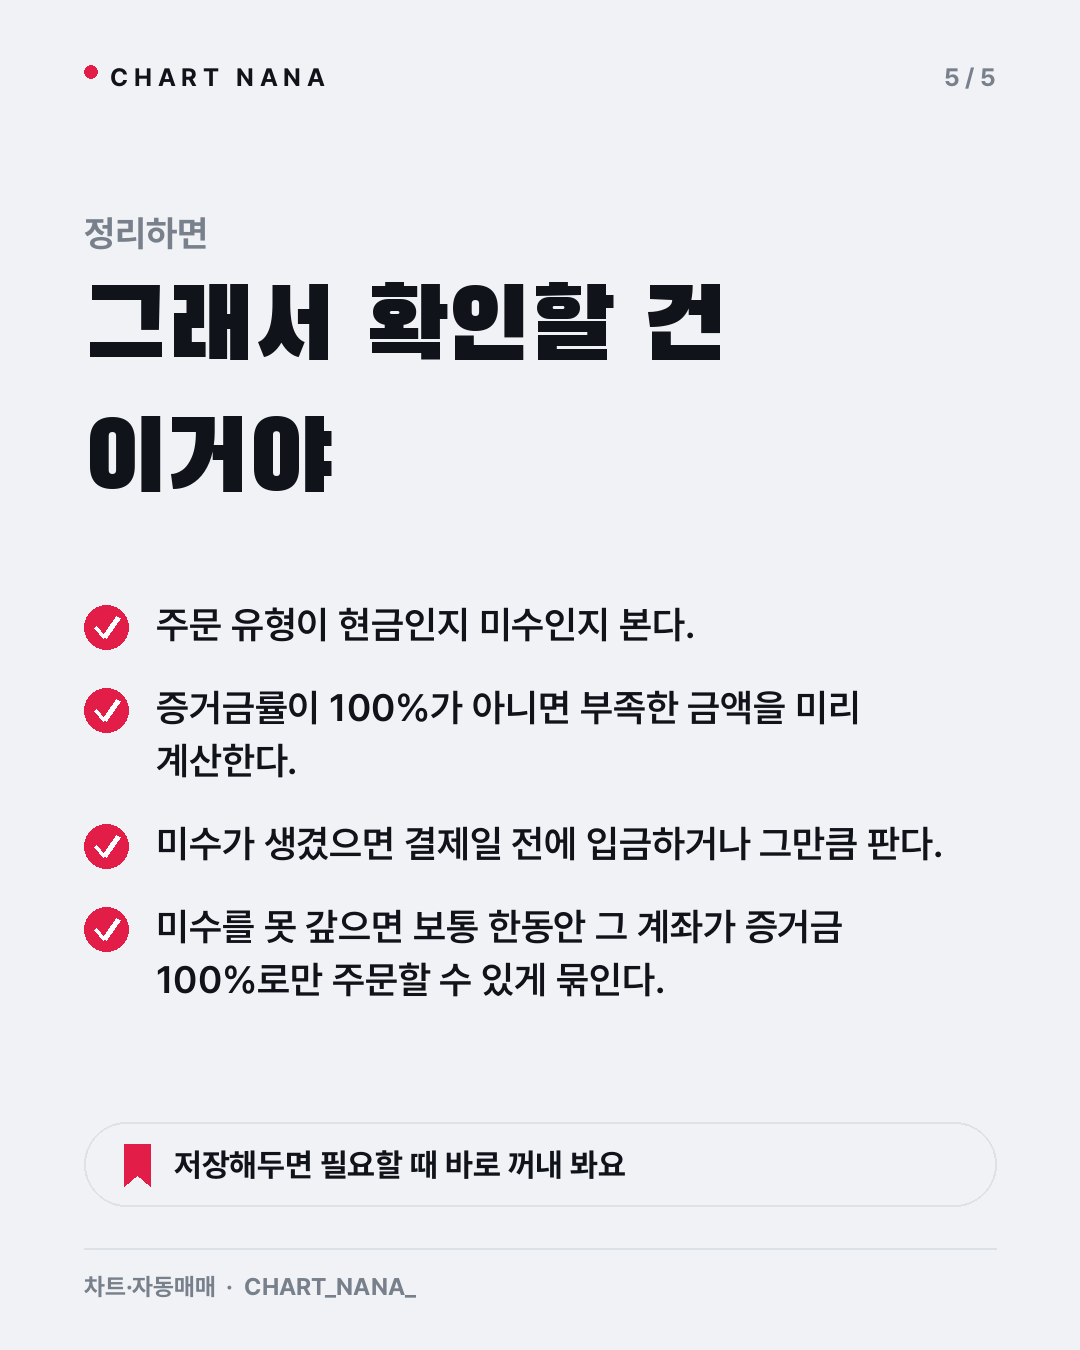 CHART NANA
5 / 5
정리하면
그래서 확인할 건
이거야
주문 유형이 현금인지 미수인지 본다.
증거금률이 100%가 아니면 부족한 금액을 미리
계산한다.
미수가 생겼으면 결제일 전에 입금하거나 그만큼 판다.
미수를 못 갚으면 보통 한동안 그 계좌가 증거금
100%로만 주문할 수 있게 묶인다.
저장해두면 필요할 때 바로 꺼내 봐요
차트·자동매매 · CHART_NANA_